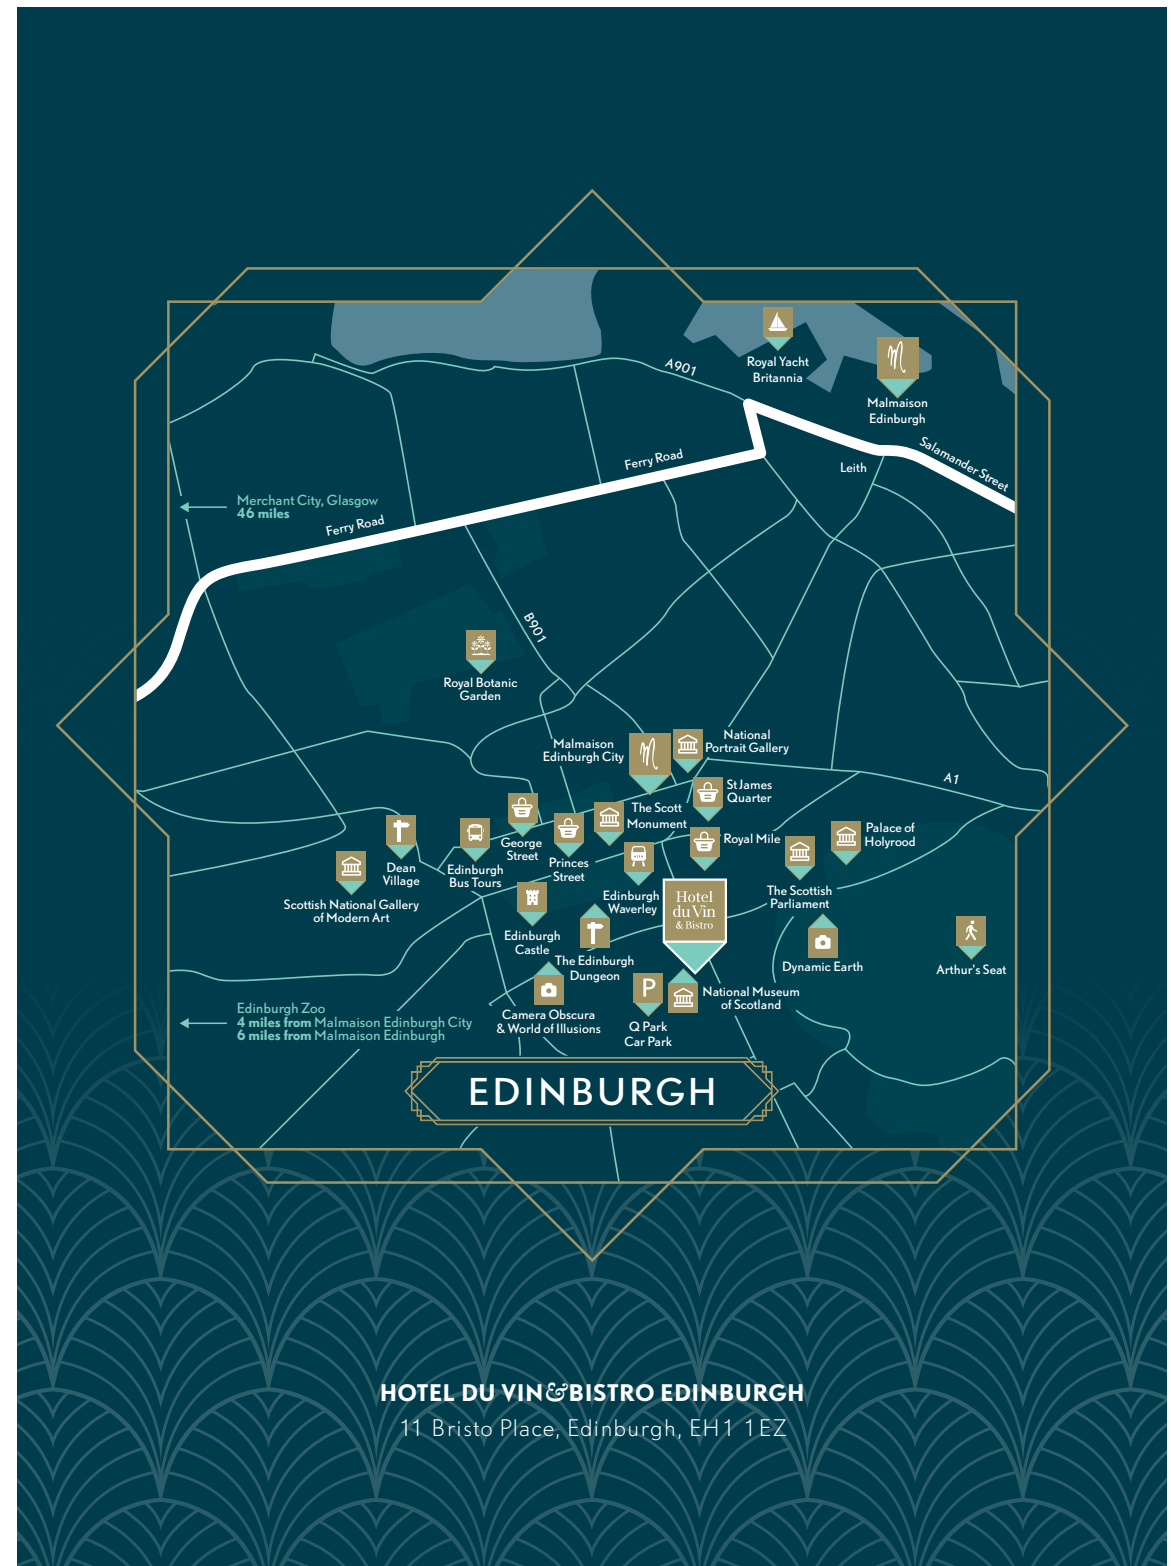 A901
Royal Yacht
Britannia
Malmaison
Edinburgh
Salamander Street
Leith
Ferry Road
Merchant City, Glasgow
46 miles
Ferry Road
B901
Royal Botanic
Garden
Malmaison
Edinburgh City
National
Portrait Gallery
A1
St James
Quarter
The Scott
Monument
George
Street
Princes
Street
Royal Mile
Palace of
Holyrood
Dean
Village
Edinburgh
Bus Tours
Scottish National Gallery
of Modern Art
Edinburgh
Waverley
Hotel
du Vin
& Bistro
The Scottish
Parliament
Edinburgh
Castle
The Edinburgh
Dungeon
Dynamic Earth
Arthur's Seat
Camera Obscura
& World of Illusions
P
Q Park
Car Park
National Museum
of Scotland
Edinburgh Zoo
4 miles from Malmaison Edinburgh City
6 miles from Malmaison Edinburgh
EDINBURGH
HOTEL DU VIN & BISTRO EDINBURGH
11 Bristo Place, Edinburgh, EH1 1EZ